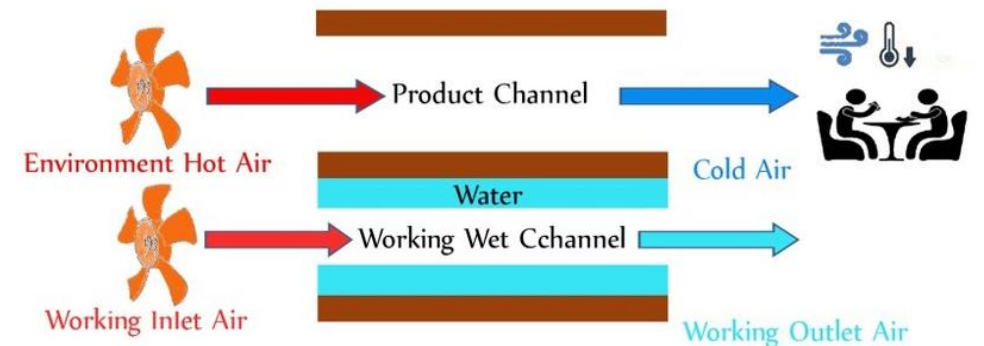 Product Channel
Environment Hot Air
Cold Air
Water
Working Wet Cchannel
Working Inlet Air
Working Outlet Air